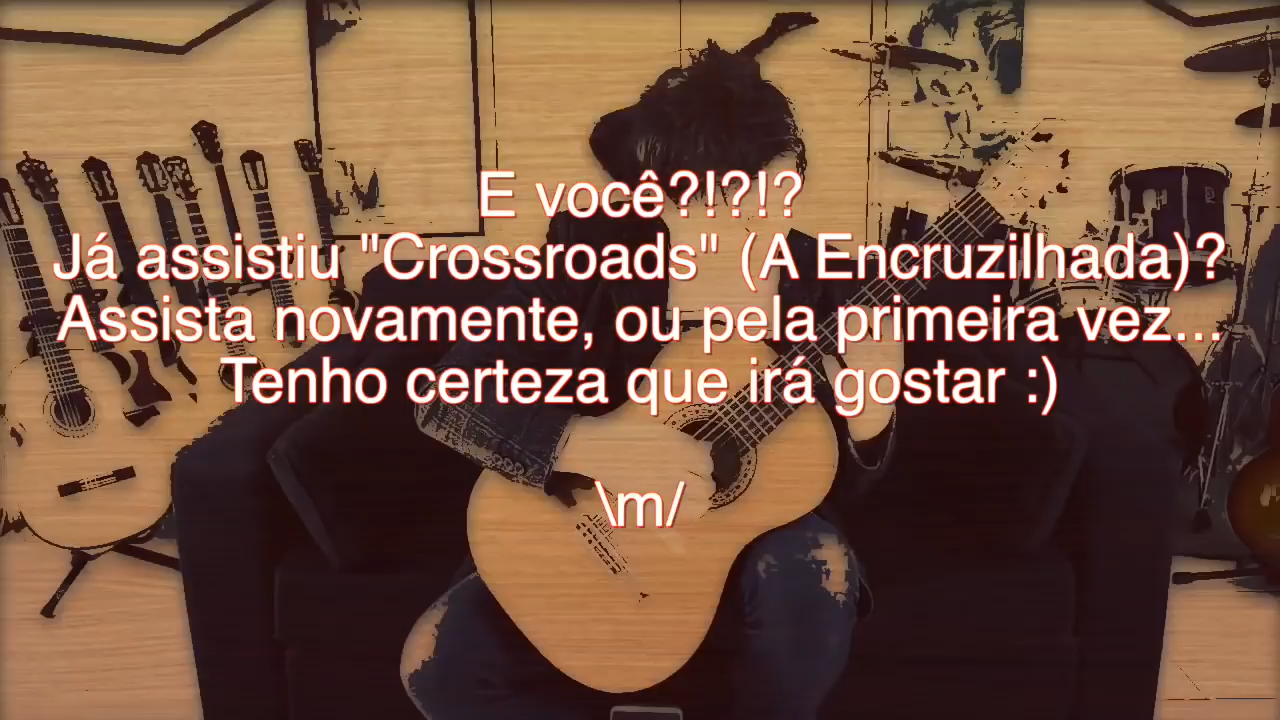 E você?!?!?
Já assistiu "Crossroads" (A Encruzilhada)?
Assista novamente, ou pela primeira vez...
Tenho certeza que irá gostar :)
\m/